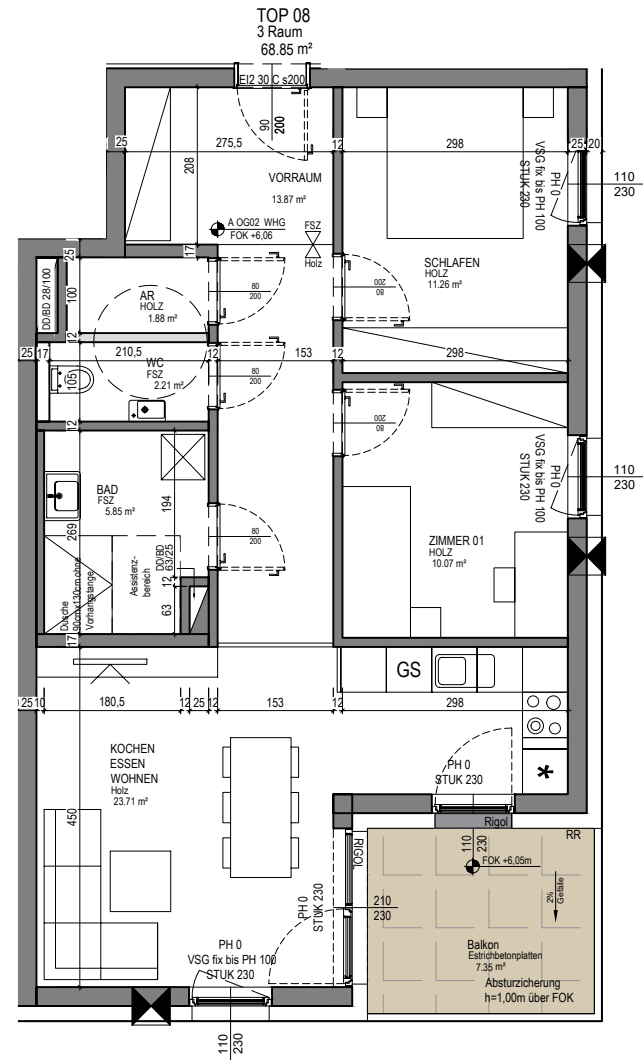 TOP 08
3 Raum
68.85 m²
EI2 30 C s200
90
200
25
275,5
12
298
25
20
208
VORRAUM
13.87 m²
A OG02 WHG
FOK +6,06
FSZ
Holz
17
VSG fix bis PH 100
STUK 230
PH 0
110
230
SCHLAFEN
HOLZ
11.26 m²
80
200
25
DD/BD 28/100
100
AR
HOLZ
1.88 m²
80
200
12
25
17
210,5
12
153
12
298
WC
FSZ
2.21 m²
105
80
200
80
200
12
VSG fix bis PH 100
STUK 230
PH 0
110
230
BAD
FSZ
5.85 m²
194
269
80
200
DD/BD
63/25
12
63
Assistenz-
bereich
Dusche
90cm x130cm ohne
Vorhangstange
ZIMMER 01
HOLZ
10.07 m²
17
GS
25
10
180,5
12
25
12
153
12
298
KOCHEN
ESSEN
WOHNEN
Holz
23.71 m²
450
PH 0
STUK 230
*
Rigol
RR
110
230
FOK +6,05m
RIGOL
PH 0
STUK 230
210
230
2%
Gefälle
Balkon
Estrichbetonplatten
7.35 m²
Absturzicherung
h=1,00m über FOK
PH 0
VSG fix bis PH 100
STUK 230
110
230